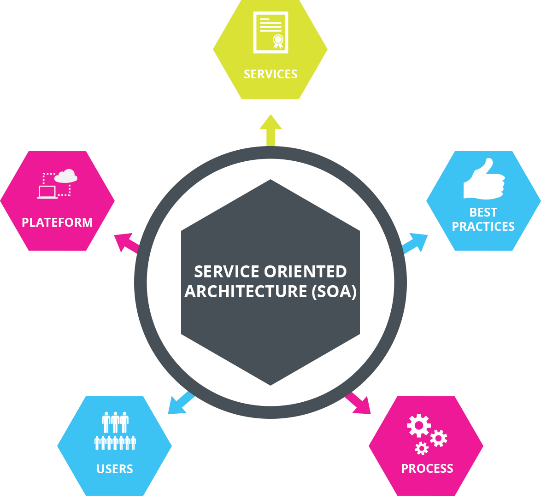 SERVICES
PLATEFORM
BEST
PRACTICES
SERVICE ORIENTED
ARCHITECTURE (SOA)
USERS
PROCESS